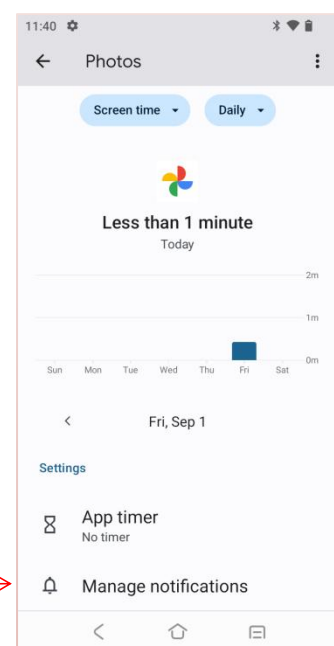 11:40
Photos
Screen time
Daily
Less than 1 minute
Today
2m
1m
0m
Sun Mon Tue Wed Thu Fri Sat
Fri, Sep 1
Settings
App timer
No timer
Manage notifications